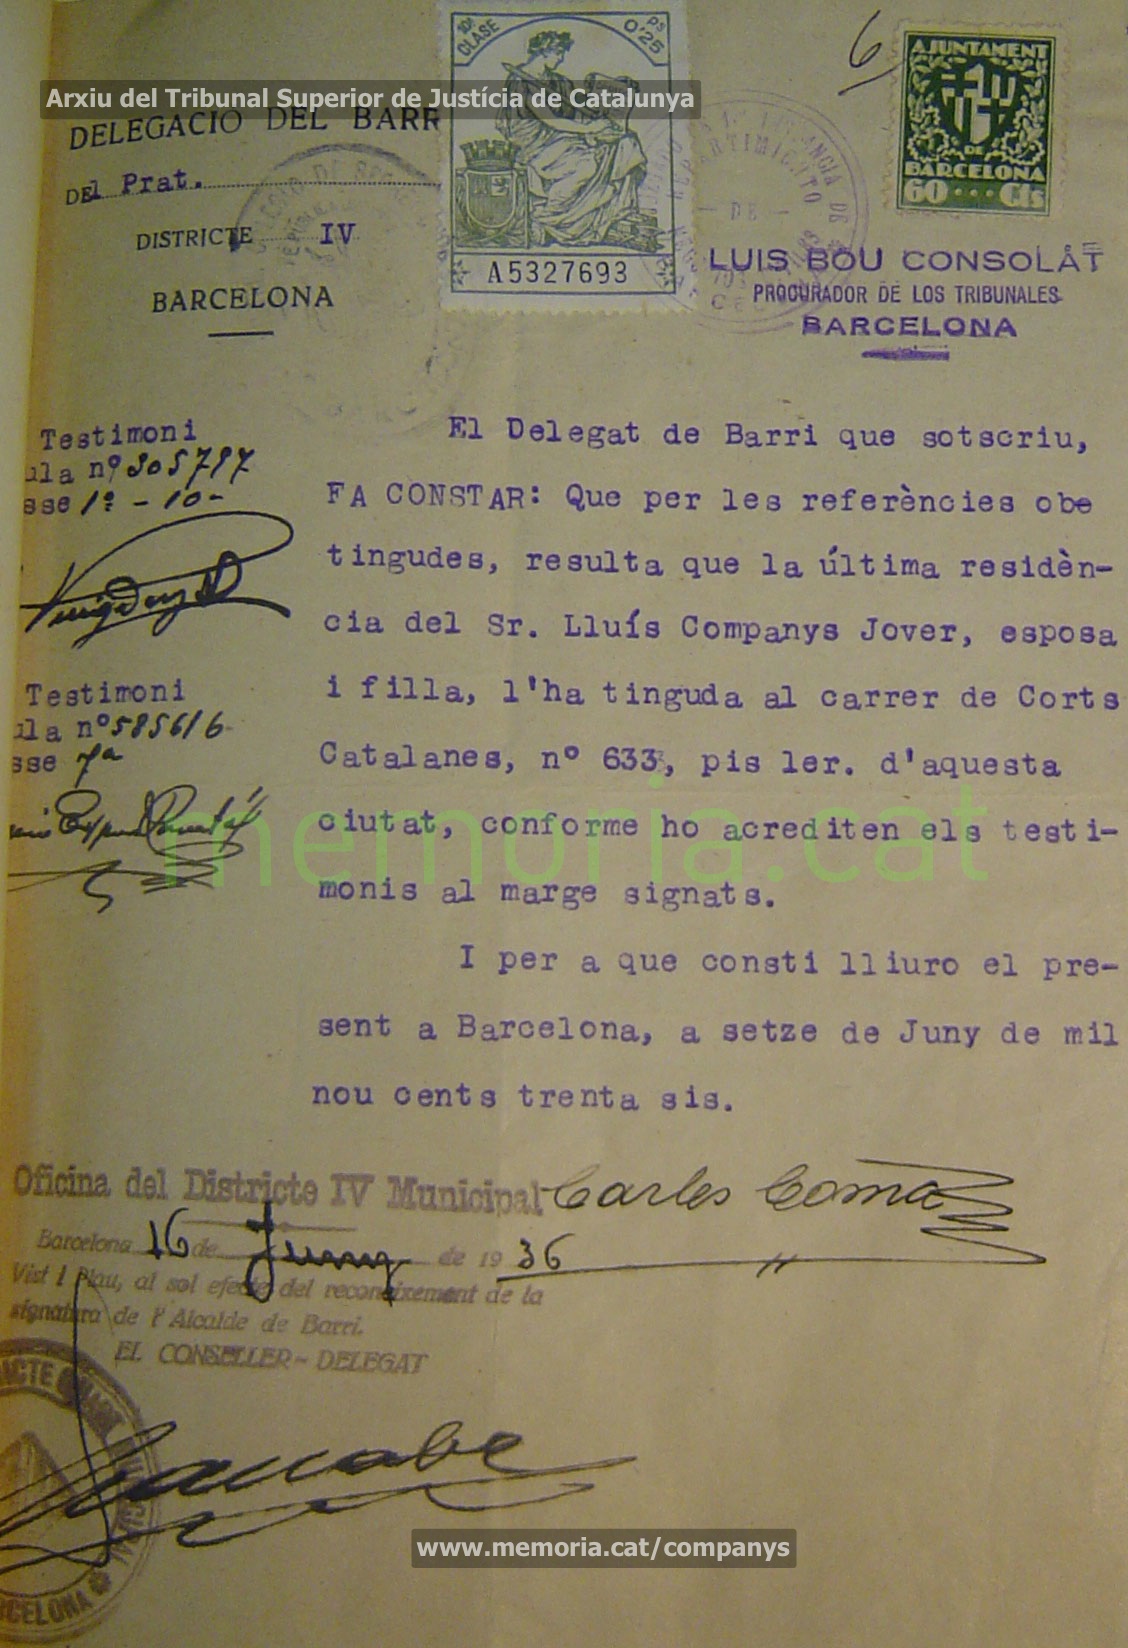 Arxiu del Tribunal Superior de Justícia de Catalunya
DELEGACIO DEL BARR
DEl Prat.
DISTRICTE IV
BARCELONA
10ª CLASE
ps 0'25
A5327693
6
AJUNTAMENT
DE
BARCELONA
60 Cts
LUIS BOU CONSOLAT
PROCURADOR DE LOS TRIBUNALES
BARCELONA
Testimoni
ula nº 305797
sse 1ª - 10-
Testimoni
ula nº 585616
sse 7ª
El Delegat de Barri que sotscriu,
FA CONSTAR: Que per les referències obe
tingudes, resulta que la última residèn-
cia del Sr. Lluís Companys Jover, esposa
i filla, l'ha tinguda al carrer de Corts
Catalanes, nº 633, pis ler. d'aquesta
ciutat, conforme ho acrediten els testi-
monis al marge signats.
I per a que consti lliuro el pre-
sent a Barcelona, a setze de Juny de mil
nou cents trenta sis.
memoria.cat
Oficina del Districte IV Municipal
Carles Coma
Barcelona 16 de Juny de 1936
Vist i Plau, al sol efecte del reconeixement de la
signatura de l'Alcalde de Barri.
EL CONSELLER-DELEGAT
BARCELONA
www.memoria.cat/companys